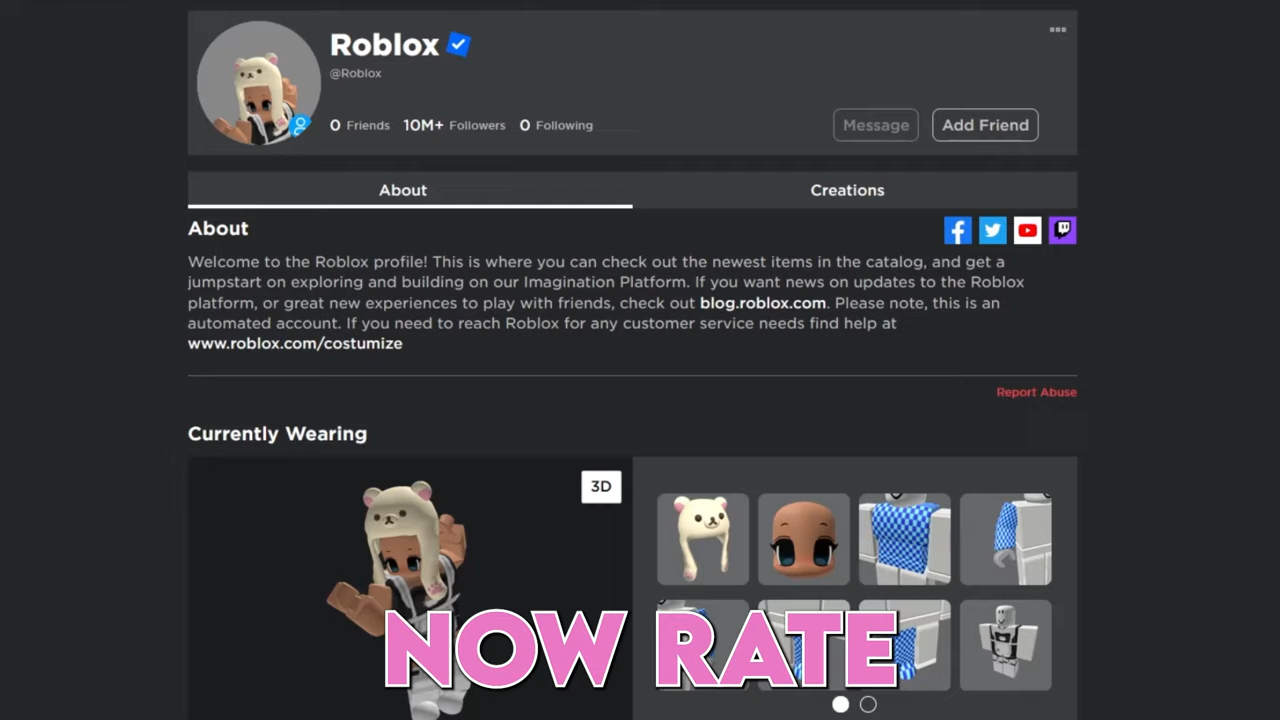 Roblox
@Roblox
0 Friends 10M+ Followers 0 Following
Message
Add Friend
About
Creations
About
Welcome to the Roblox profile! This is where you can check out the newest items in the catalog, and get a
jumpstart on exploring and building on our Imagination Platform. If you want news on updates to the Roblox
platform, or great new experiences to play with friends, check out blog.roblox.com. Please note, this is an
automated account. If you need to reach Roblox for any customer service needs find help at
www.roblox.com/costumize
Report Abuse
Currently Wearing
3D
NOW RATE